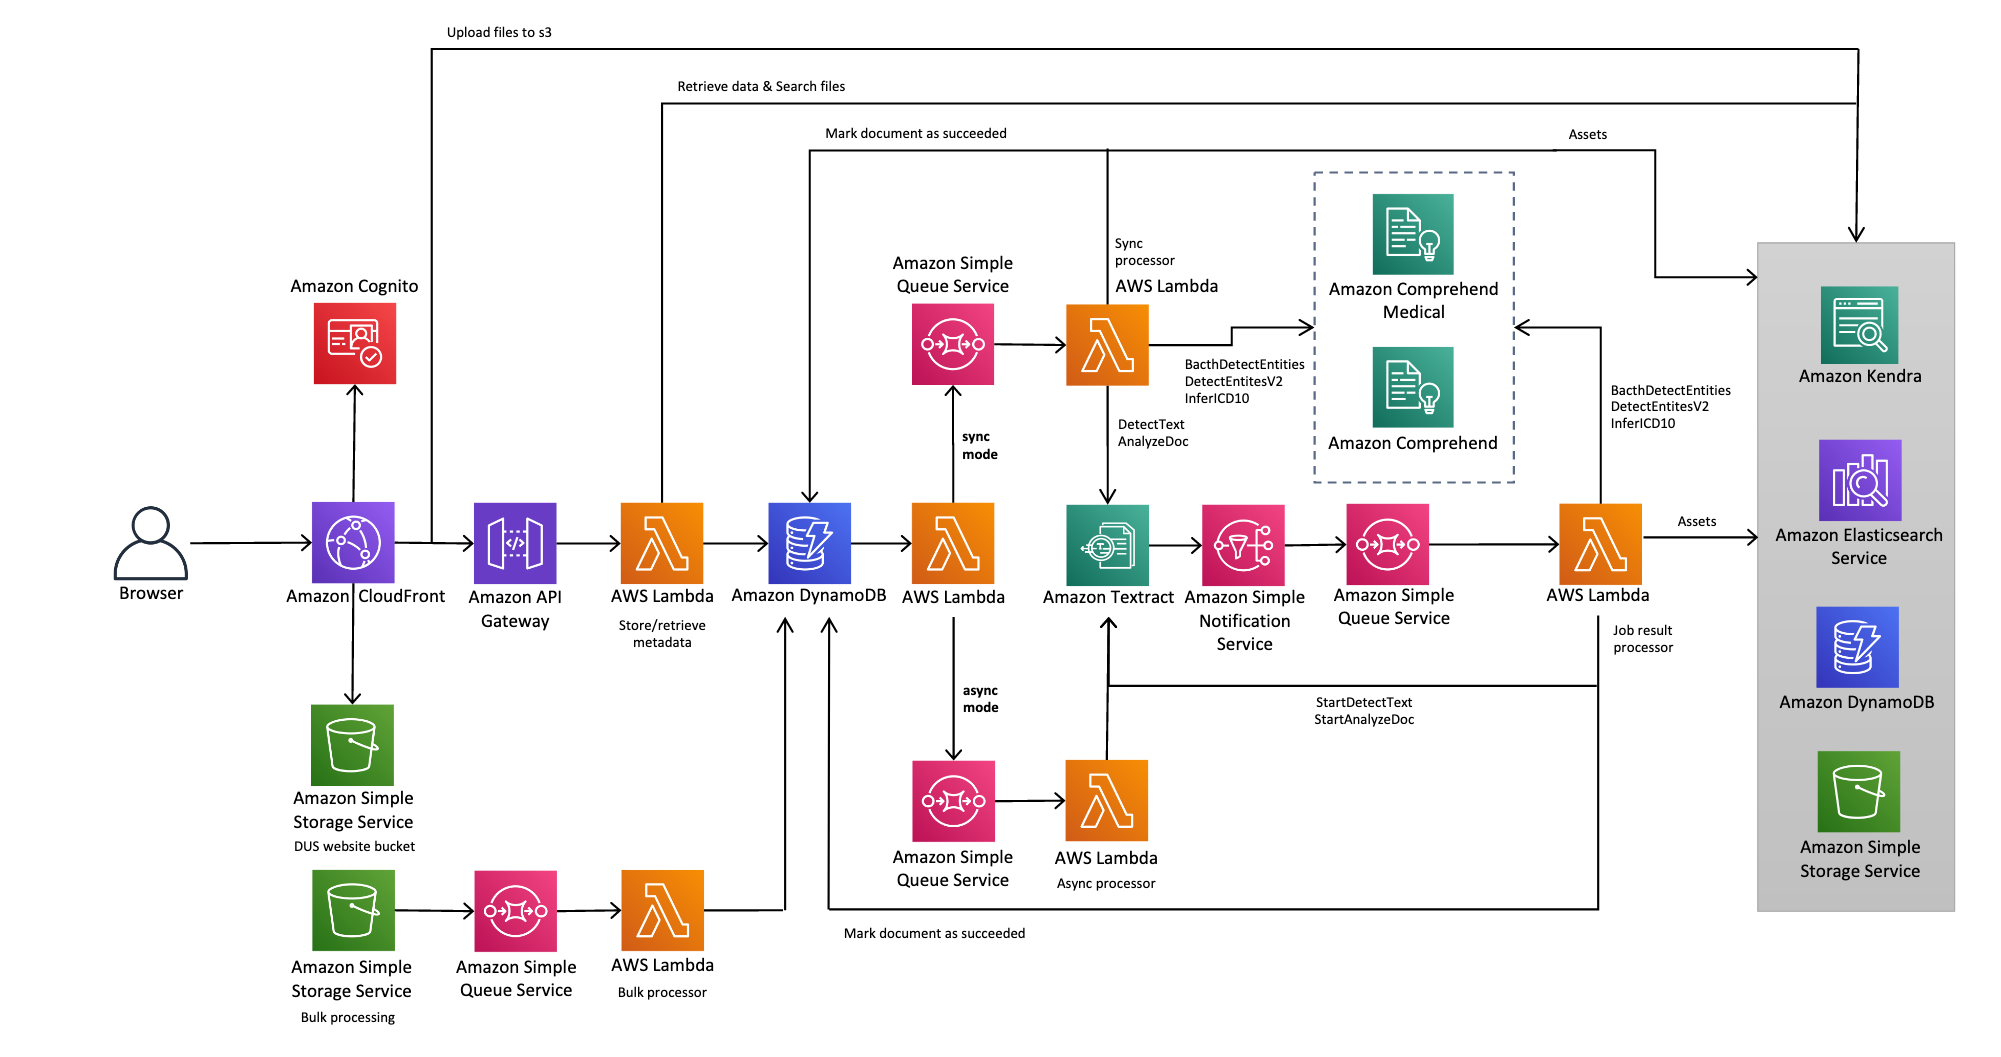 Upload files to s3
Retrieve data & Search files
Mark document as succeeded
Assets
Sync
processor
AWS Lambda
Amazon Simple
Queue Service
Amazon Cognito
Amazon Comprehend
Medical
Amazon Comprehend
BacthDetectEntities
DetectEntitesV2
InferICD10
BacthDetectEntities
DetectEntitesV2
InferICD10
DetectText
AnalyzeDoc
sync
mode
Amazon Kendra
Amazon Elasticsearch
Service
Amazon DynamoDB
Amazon Simple
Storage Service
Assets
Browser
Amazon CloudFront
Amazon API
Gateway
AWS Lambda
Store/retrieve
metadata
Amazon DynamoDB
AWS Lambda
Amazon Textract
Amazon Simple
Notification
Service
Amazon Simple
Queue Service
AWS Lambda
Job result
processor
async
mode
StartDetectText
StartAnalyzeDoc
Amazon Simple
Storage Service
DUS website bucket
Amazon Simple
Queue Service
AWS Lambda
Async processor
Mark document as succeeded
Amazon Simple
Storage Service
Bulk processing
Amazon Simple
Queue Service
AWS Lambda
Bulk processor